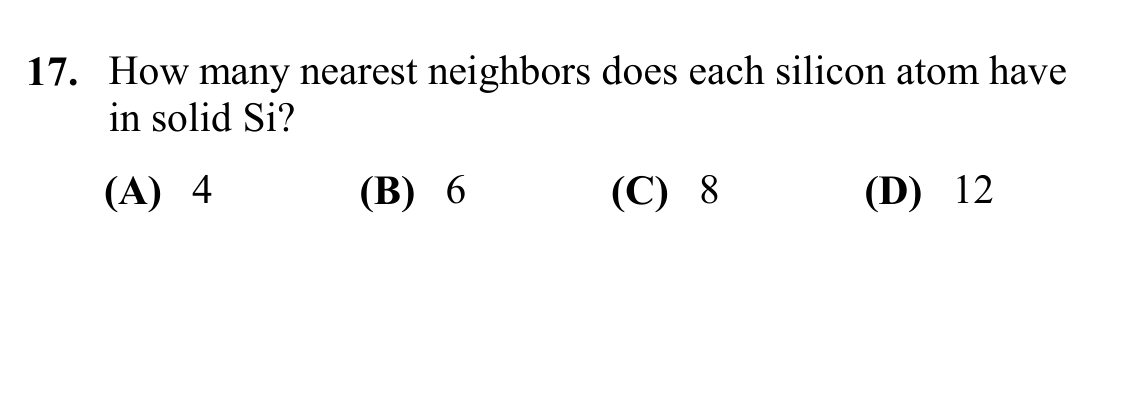 17. How many nearest neighbors does each silicon atom have
in solid Si?
(A) 4 (B) 6 (C) 8 (D) 12